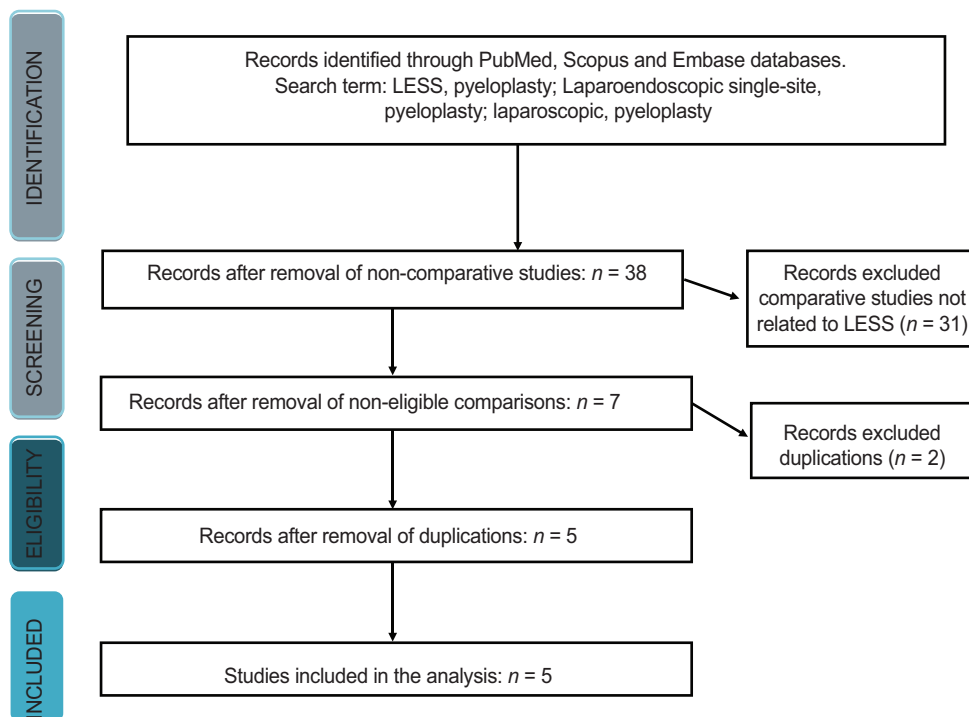 IDENTIFICATION
Records identified through PubMed, Scopus and Embase databases.
Search term: LESS, pyeloplasty; Laparoendoscopic single-site,
pyeloplasty; laparoscopic, pyeloplasty
SCREENING
Records after removal of non-comparative studies: n = 38
Records excluded
comparative studies not
related to LESS (n = 31)
Records after removal of non-eligible comparisons: n = 7
Records excluded
duplications (n = 2)
ELIGIBILITY
Records after removal of duplications: n = 5
INCLUDED
Studies included in the analysis: n = 5